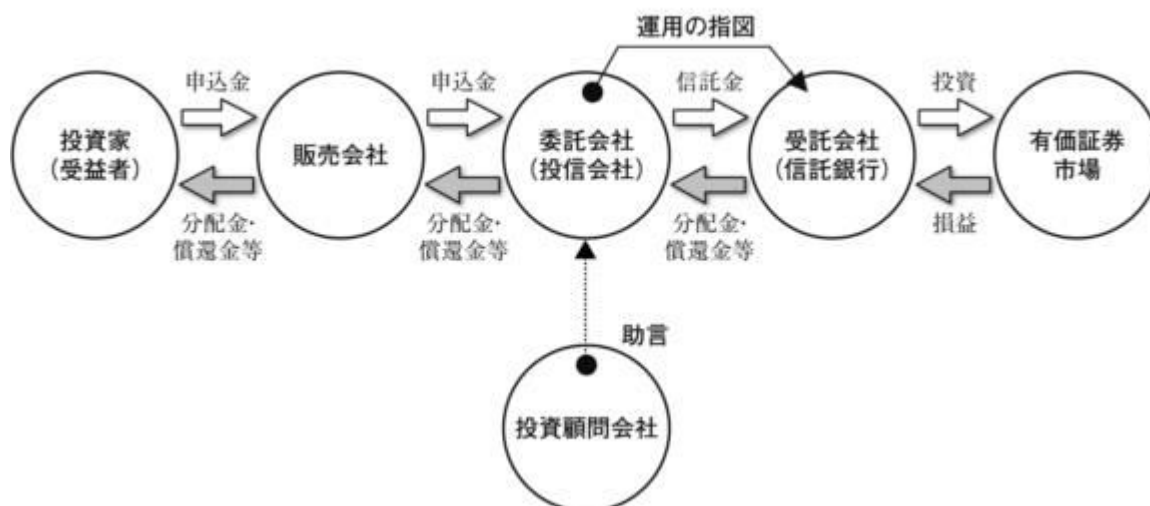 運用の指図
申込金
申込金
信託金
投資
投資家
(受益者)
販売会社
委託会社
(投信会社)
受託会社
(信託銀行)
有価証券
市場
分配金・
償還金等
分配金・
償還金等
分配金・
償還金等
損益
助言
投資顧問会社